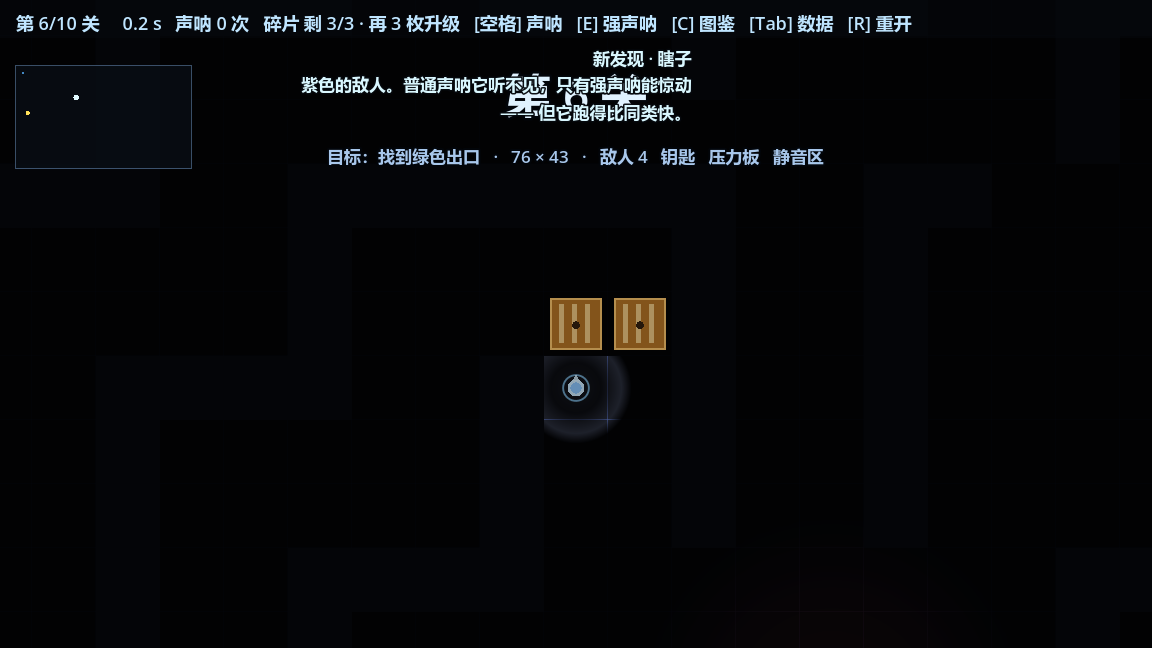 第 6/10 关 0.2 s 声呐 0 次 碎片 剩 3/3 · 再 3 枚升级 [空格] 声呐 [E] 强声呐 [C] 图鉴 [Tab] 数据 [R] 重开
新发现 · 瞎子
紫色的敌人。普通声呐它听不见，只有强声呐能惊动
——但它跑得比同类快。
第 6 关
目标：找到绿色出口 · 76 × 43 · 敌人 4 钥匙 压力板 静音区